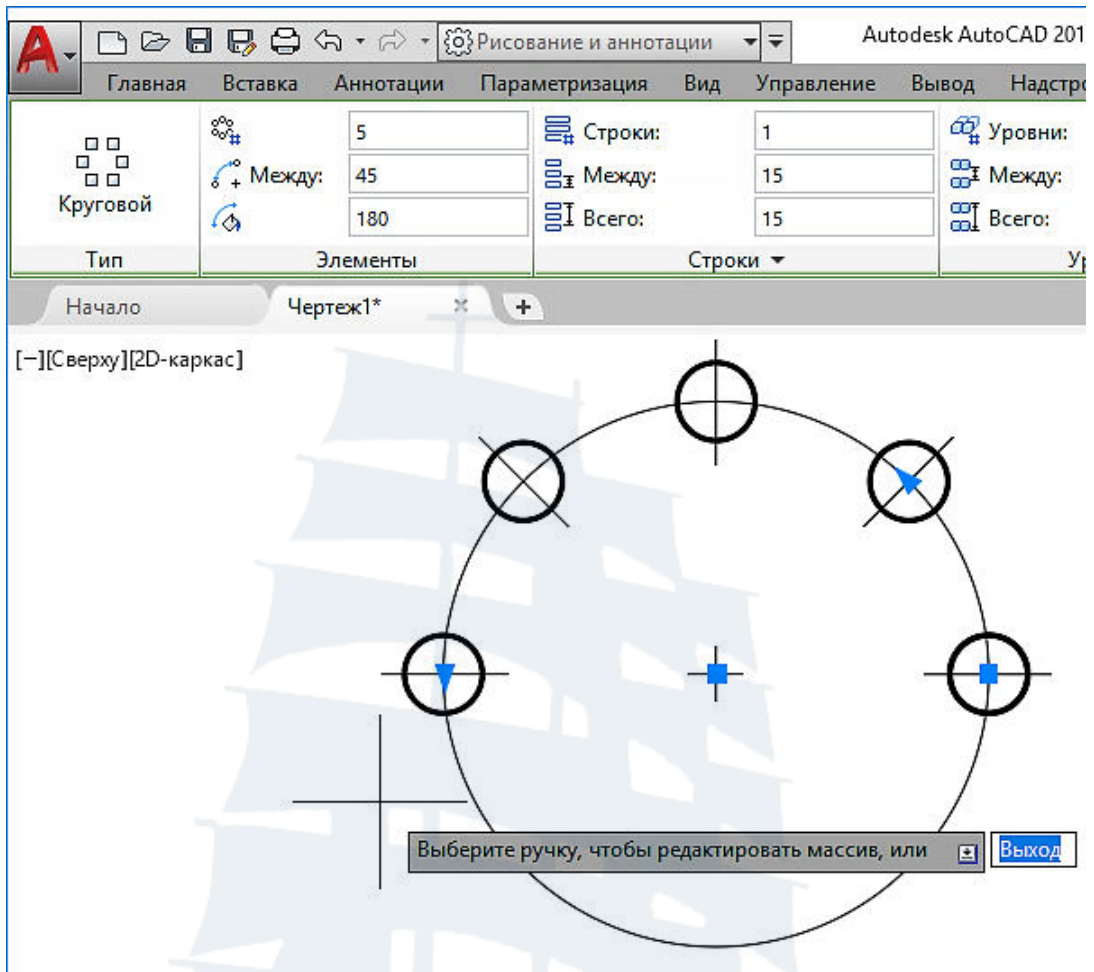 Рисование и аннотации Autodesk AutoCAD 201
Главная Вставка Аннотации Параметризация Вид Управление Вывод Надстро
5 Строки: 1 Уровни:
Между: 45 Между: 15 Между:
Круговой 180 Всего: 15 Всего:
Тип Элементы Строки Ур
Начало Чертеж1*
[−][Сверху][2D-каркас]
Выберите ручку, чтобы редактировать массив, или Выход